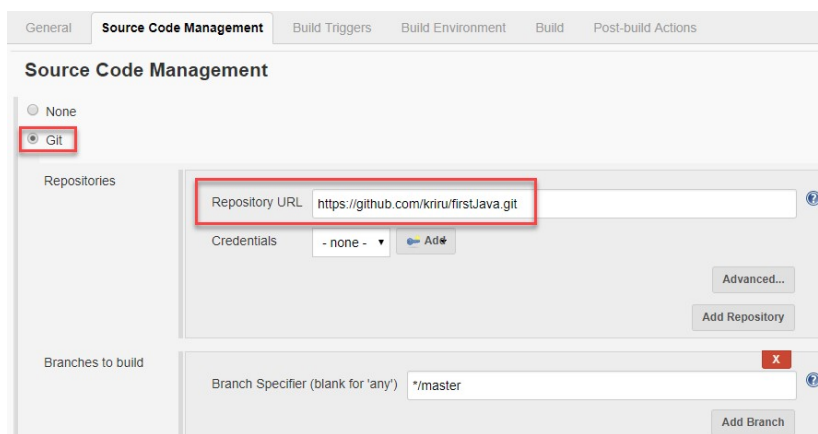 General Source Code Management Build Triggers Build Environment Build Post-build Actions
Source Code Management
None
Git
Repositories
Repository URL https://github.com/kriru/firstJava.git
Credentials - none - Add
Advanced...
Add Repository
Branches to build
X
Branch Specifier (blank for 'any') */master
Add Branch